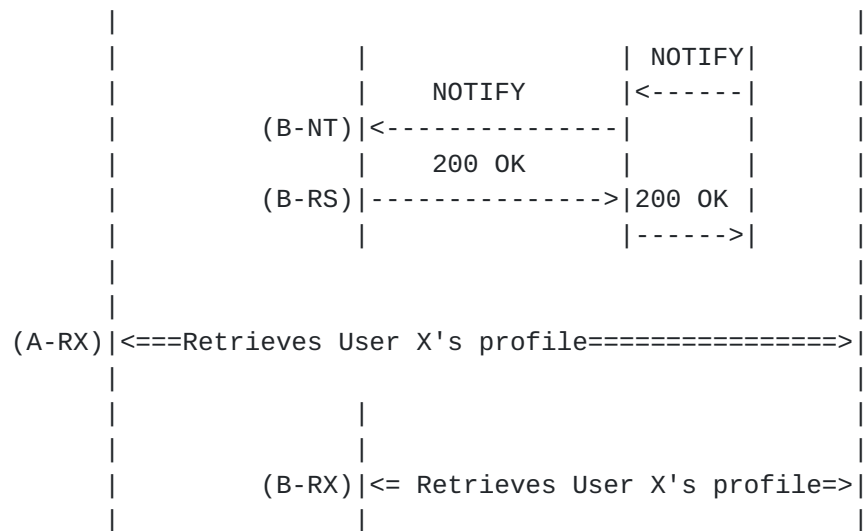 |                                               |
|               |                | NOTIFY|      |
|               |    NOTIFY      |<------|      |
|         (B-NT)|<---------------|       |      |
|               |    200 OK      |       |      |
|         (B-RS)|--------------->|200 OK |      |
|               |                |------>|      |
|                                               |
|                                               |
(A-RX)|<===Retrieves User X's profile================>|
|                                               |
|               |                               |
|               |                               |
|         (B-RX)|<= Retrieves User X's profile=>|
|               |                               |